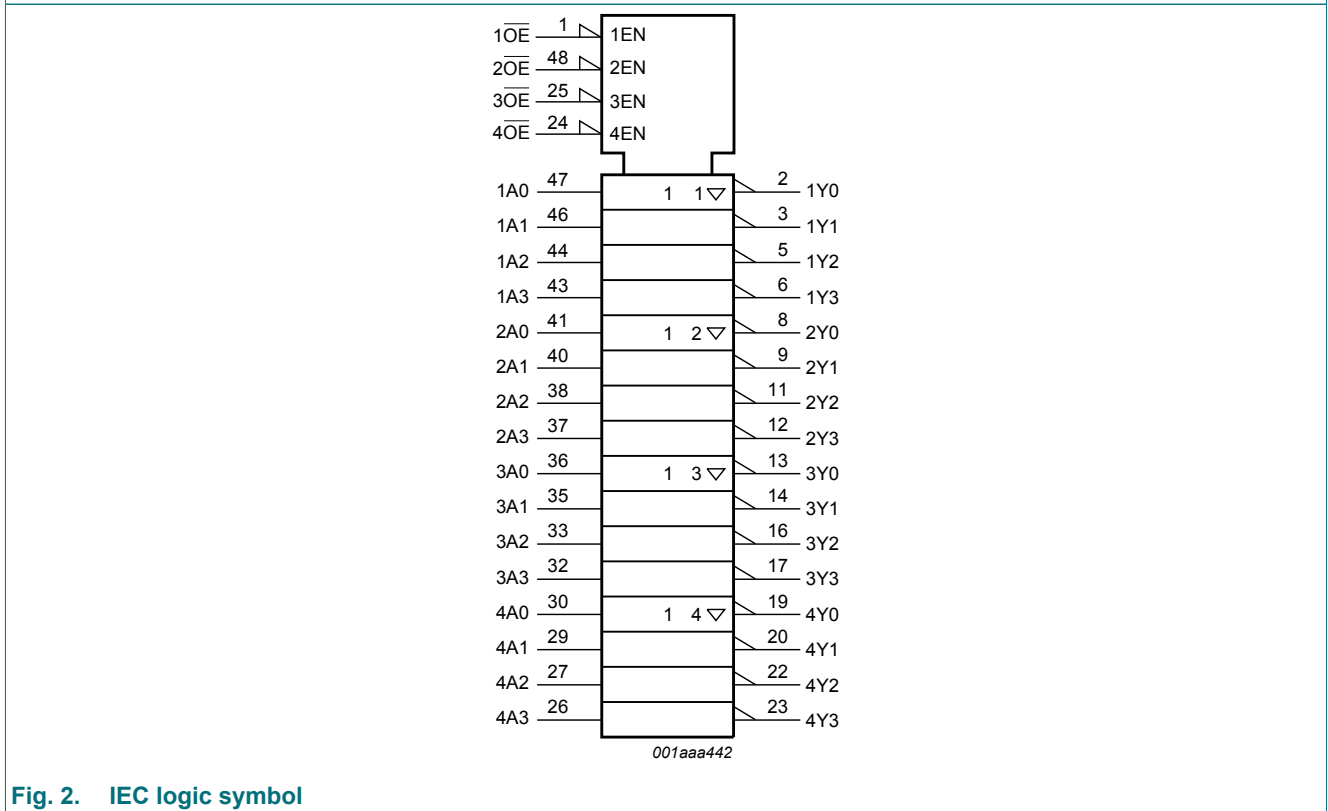 1OE 1 1EN
2OE 48 2EN
3OE 25 3EN
4OE 24 4EN
1A0 47 1 1 2 1Y0
1A1 46 3 1Y1
1A2 44 5 1Y2
1A3 43 6 1Y3
2A0 41 1 2 8 2Y0
2A1 40 9 2Y1
2A2 38 11 2Y2
2A3 37 12 2Y3
3A0 36 1 3 13 3Y0
3A1 35 14 3Y1
3A2 33 16 3Y2
3A3 32 17 3Y3
4A0 30 1 4 19 4Y0
4A1 29 20 4Y1
4A2 27 22 4Y2
4A3 26 23 4Y3
001aaa442
Fig. 2. IEC logic symbol